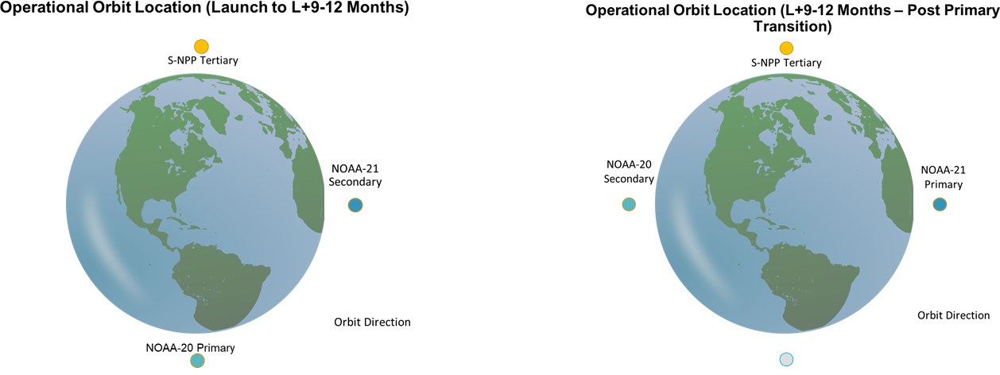 Operational Orbit Location (Launch to L+9-12 Months)
S-NPP Tertiary
NOAA-21
Secondary
Orbit Direction
NOAA-20 Primary
Operational Orbit Location (L+9-12 Months – Post Primary
Transition)
S-NPP Tertiary
NOAA-20
Secondary
NOAA-21
Primary
Orbit Direction